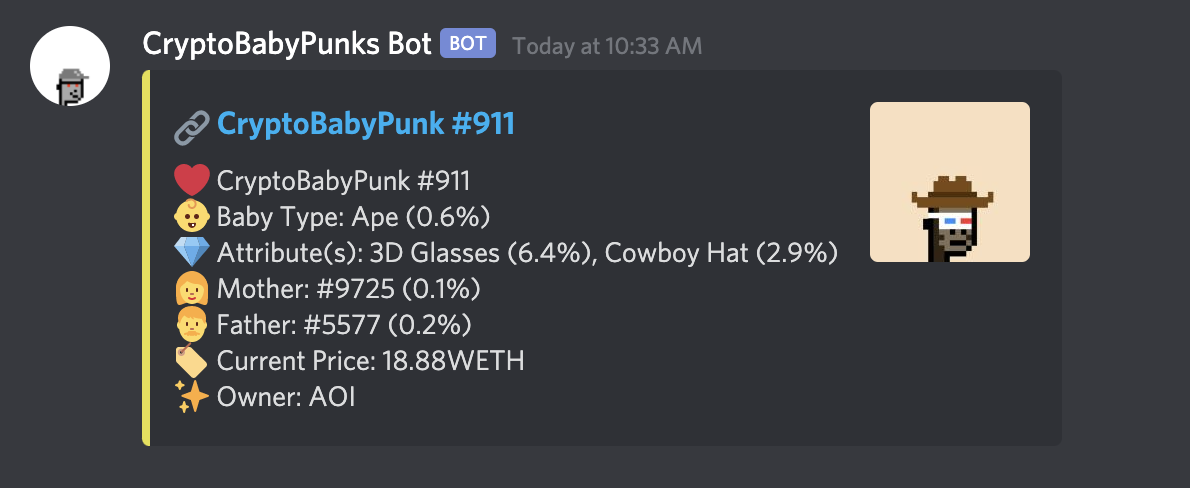 CryptoBabyPunks Bot BOT Today at 10:33 AM
CryptoBabyPunk #911
CryptoBabyPunk #911
Baby Type: Ape (0.6%)
Attribute(s): 3D Glasses (6.4%), Cowboy Hat (2.9%)
Mother: #9725 (0.1%)
Father: #5577 (0.2%)
Current Price: 18.88WETH
Owner: AOI